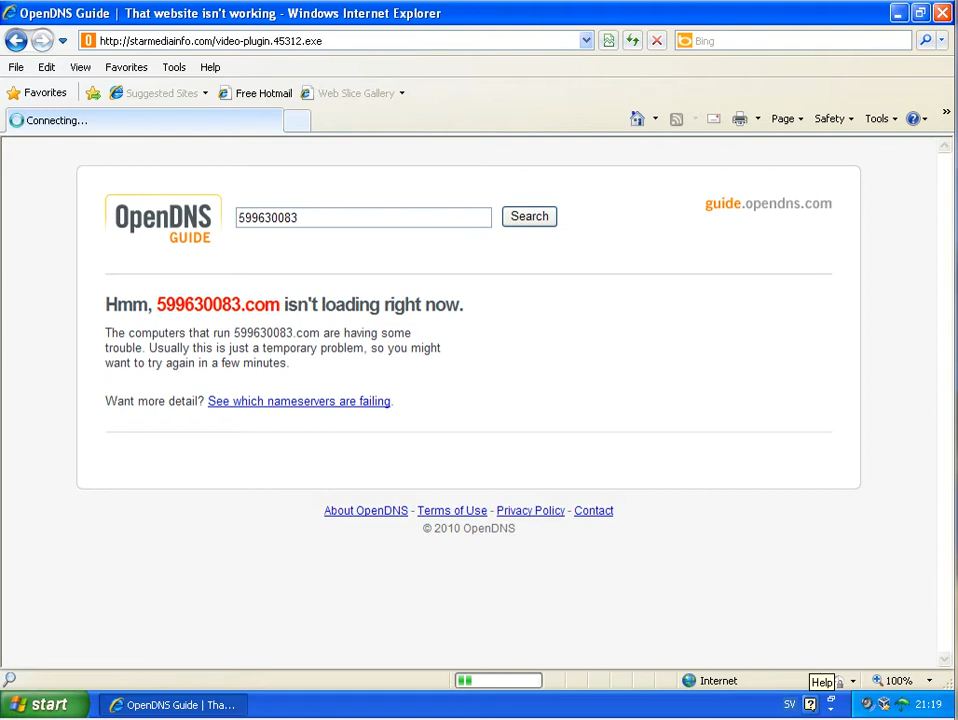 OpenDNS Guide | That website isn't working - Windows Internet Explorer
http://starmediainfo.com/video-plugin.45312.exe
Bing
File Edit View Favorites Tools Help
Favorites Suggested Sites Free Hotmail Web Slice Gallery
Connecting...
Page Safety Tools »
OpenDNS
GUIDE
599630083
Search
guide.opendns.com
Hmm, 599630083.com isn't loading right now.
The computers that run 599630083.com are having some
trouble. Usually this is just a temporary problem, so you might
want to try again in a few minutes.
Want more detail? See which nameservers are failing.
About OpenDNS - Terms of Use - Privacy Policy - Contact
© 2010 OpenDNS
Internet
Help
100%
start
OpenDNS Guide | Tha...
SV
21:19